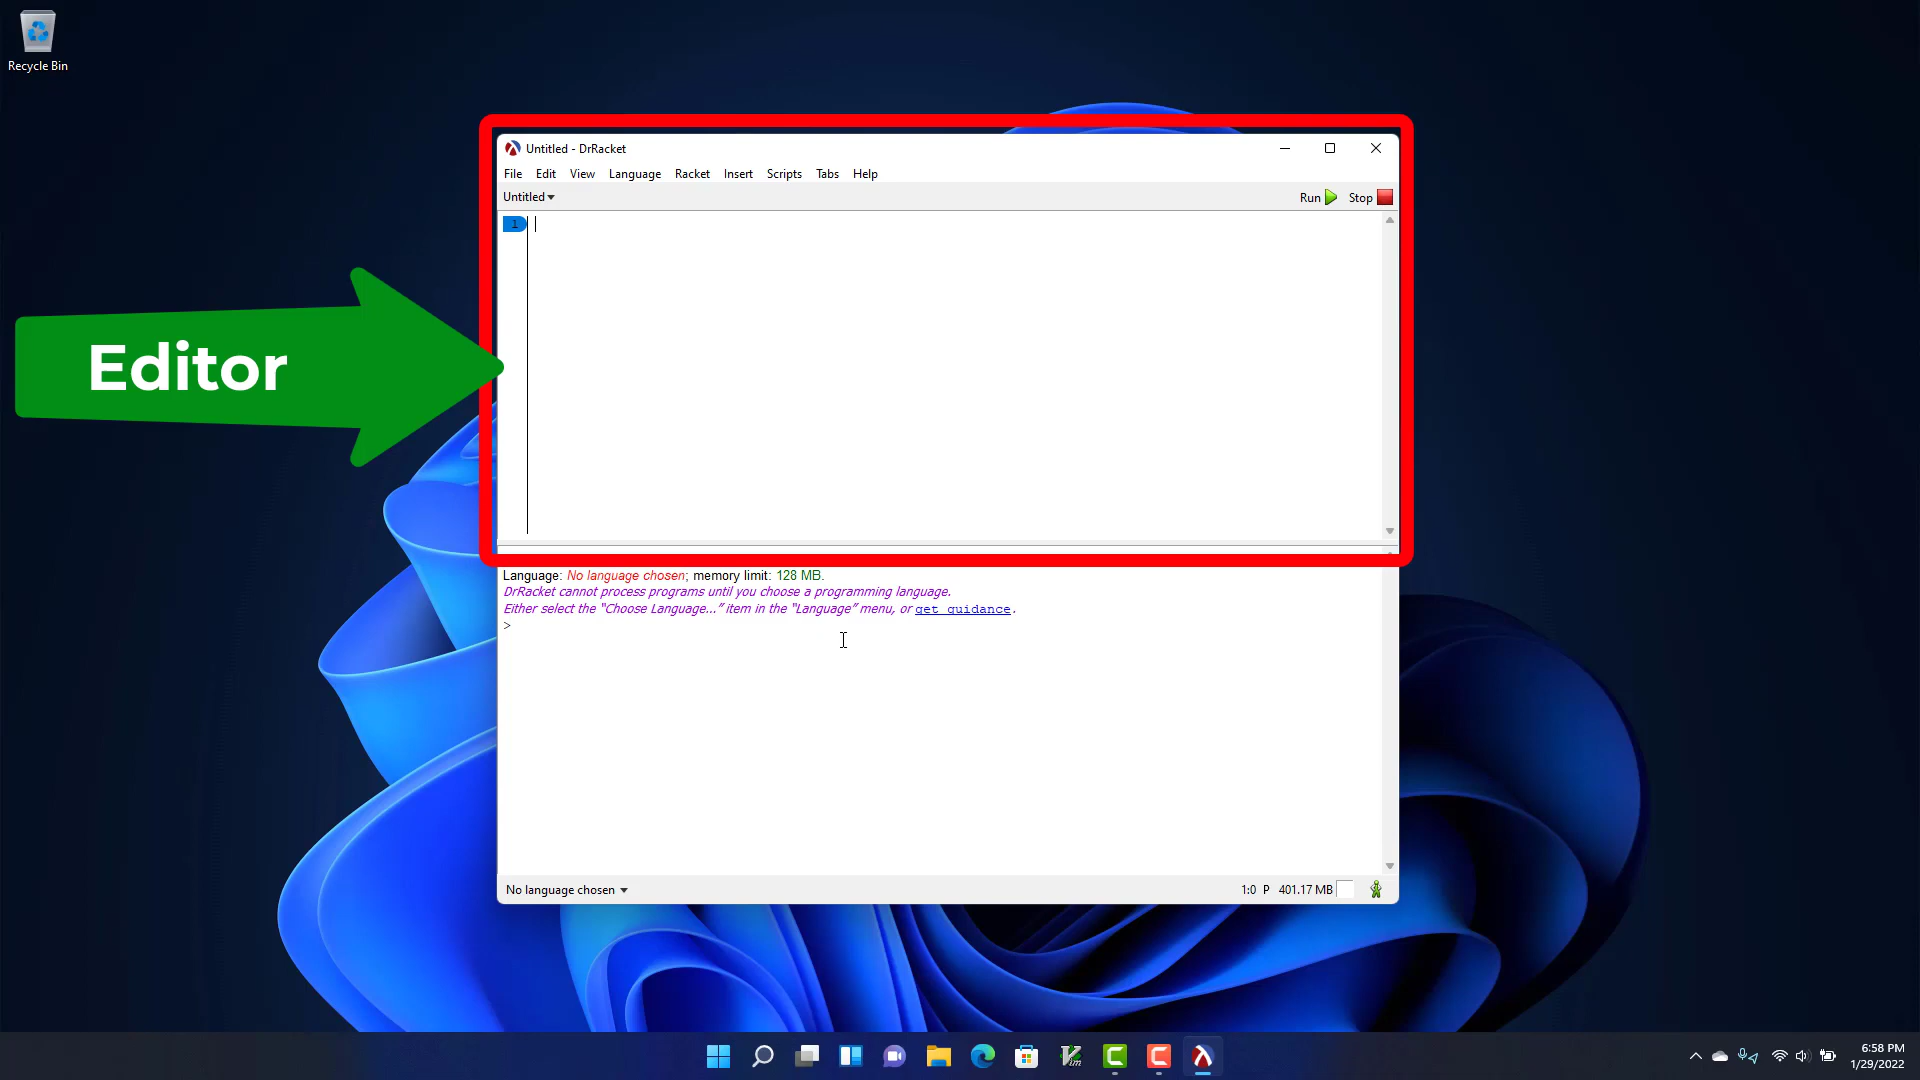 Recycle Bin
Untitled - DrRacket
File Edit View Language Racket Insert Scripts Tabs Help
Untitled
Run Stop
1
Editor
Language: No language chosen; memory limit: 128 MB.
DrRacket cannot process programs until you choose a programming language.
Either select the “Choose Language...” item in the “Language” menu, or get guidance.
>
No language chosen
1:0 P 401.17 MB
Vim
6:58 PM
1/29/2022